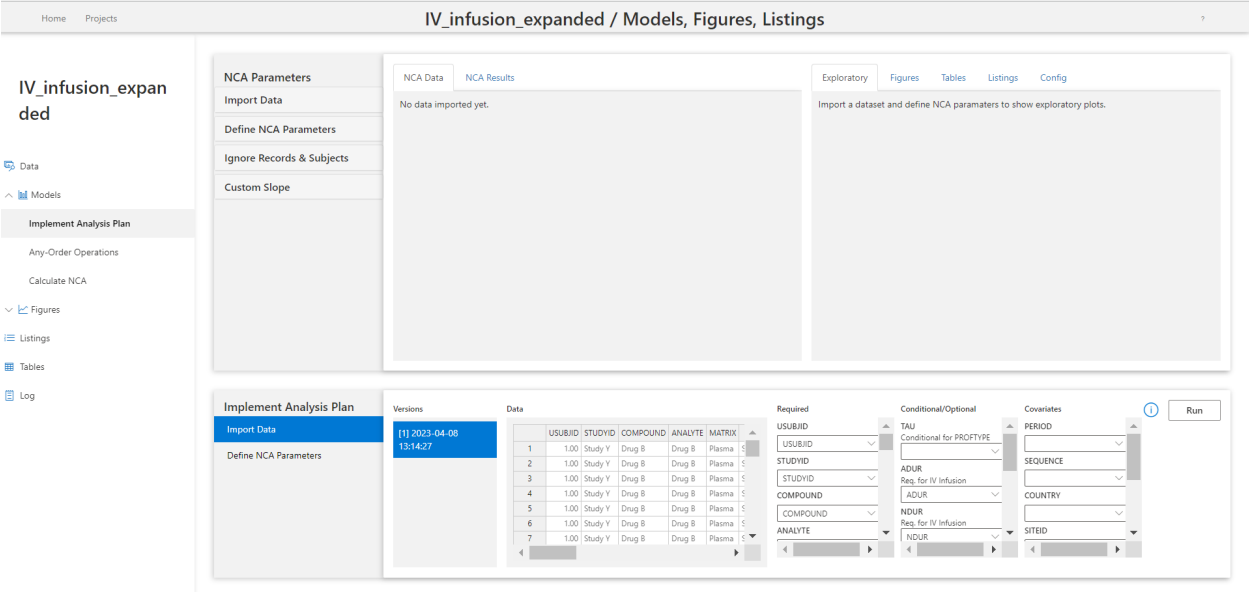 Home Projects IV_infusion_expanded / Models, Figures, Listings ?
IV_infusion_expan
ded
Data
Models
Implement Analysis Plan
Any-Order Operations
Calculate NCA
Figures
Listings
Tables
Log
NCA Parameters
Import Data
Define NCA Parameters
Ignore Records & Subjects
Custom Slope
NCA Data NCA Results
No data imported yet.
Exploratory Figures Tables Listings Config
Import a dataset and define NCA paramaters to show exploratory plots.
Implement Analysis Plan
Import Data
Define NCA Parameters
Versions
[1] 2023-04-08
13:14:27
Data
USUBJID STUDYID COMPOUND ANALYTE MATRIX
1 1.00 Study Y Drug B Drug B Plasma S
2 1.00 Study Y Drug B Drug B Plasma S
3 1.00 Study Y Drug B Drug B Plasma S
4 1.00 Study Y Drug B Drug B Plasma S
5 1.00 Study Y Drug B Drug B Plasma S
6 1.00 Study Y Drug B Drug B Plasma S
7 1.00 Study Y Drug B Drug B Plasma S
Required
USUBJID
USUBJID
STUDYID
STUDYID
COMPOUND
COMPOUND
ANALYTE
Conditional/Optional
TAU
Conditional for PROFTYPE
ADUR
Req. for IV Infusion
ADUR
NDUR
Req. for IV Infusion
NDUR
Covariates
PERIOD
SEQUENCE
COUNTRY
SITEID
Run